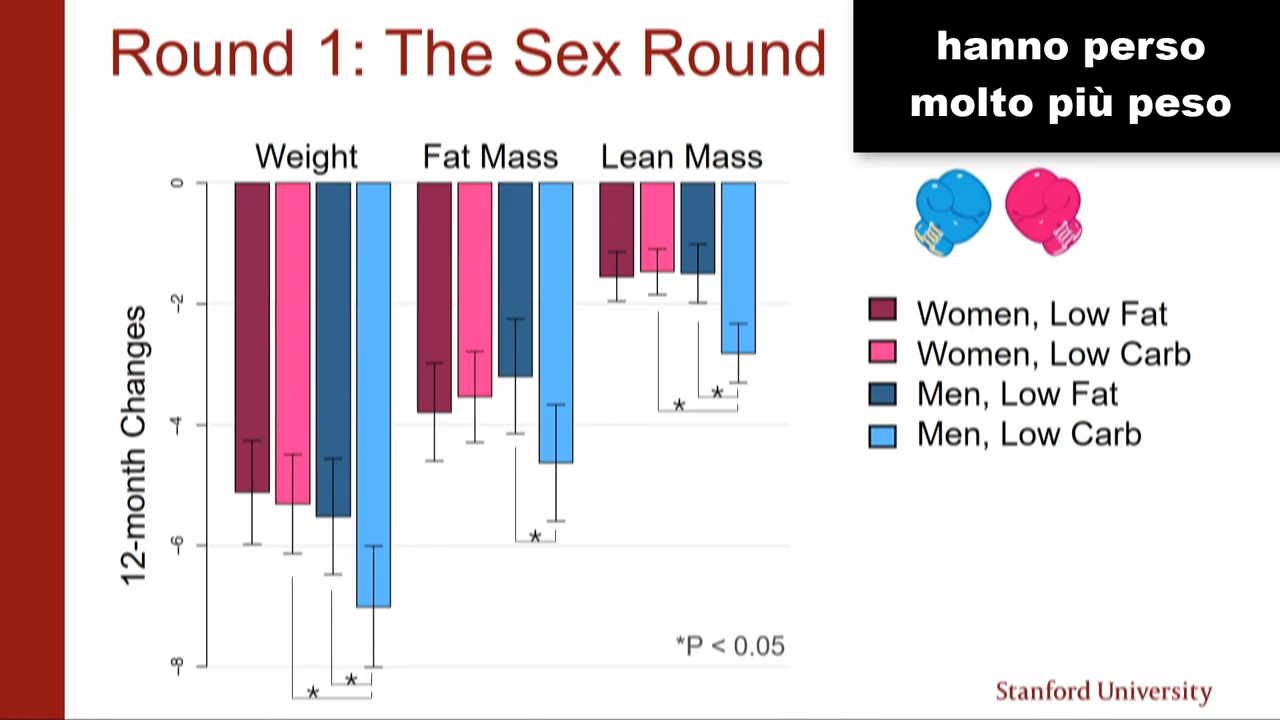 Round 1: The Sex Round
hanno perso
molto più peso
Weight
Fat Mass
Lean Mass
12-month Changes
0
-2
-4
-6
-8
*
*
*
*
*
*P < 0.05
Women, Low Fat
Women, Low Carb
Men, Low Fat
Men, Low Carb
Stanford University